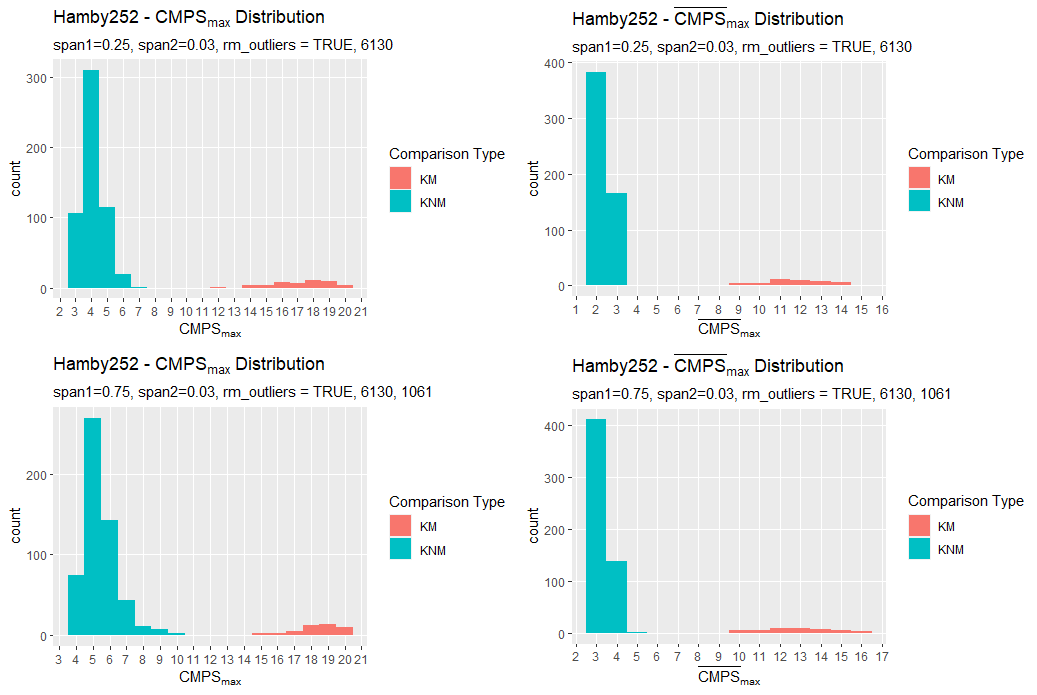 Hamby252 - CMPSmax Distribution
span1=0.25, span2=0.03, rm_outliers = TRUE, 6130
300
200
100
0
count
2 3 4 5 6 7 8 9 10 11 12 13 14 15 16 17 18 19 20 21
CMPSmax
Comparison Type
KM
KNM
Hamby252 - CMPSmax Distribution
span1=0.25, span2=0.03, rm_outliers = TRUE, 6130
400
300
200
100
0
count
1 2 3 4 5 6 7 8 9 10 11 12 13 14 15 16
CMPSmax
Comparison Type
KM
KNM
Hamby252 - CMPSmax Distribution
span1=0.75, span2=0.03, rm_outliers = TRUE, 6130, 1061
200
100
0
count
3 4 5 6 7 8 9 10 11 12 13 14 15 16 17 18 19 20 21
CMPSmax
Comparison Type
KM
KNM
Hamby252 - CMPSmax Distribution
span1=0.75, span2=0.03, rm_outliers = TRUE, 6130, 1061
400
300
200
100
0
count
2 3 4 5 6 7 8 9 10 11 12 13 14 15 16 17
CMPSmax
Comparison Type
KM
KNM